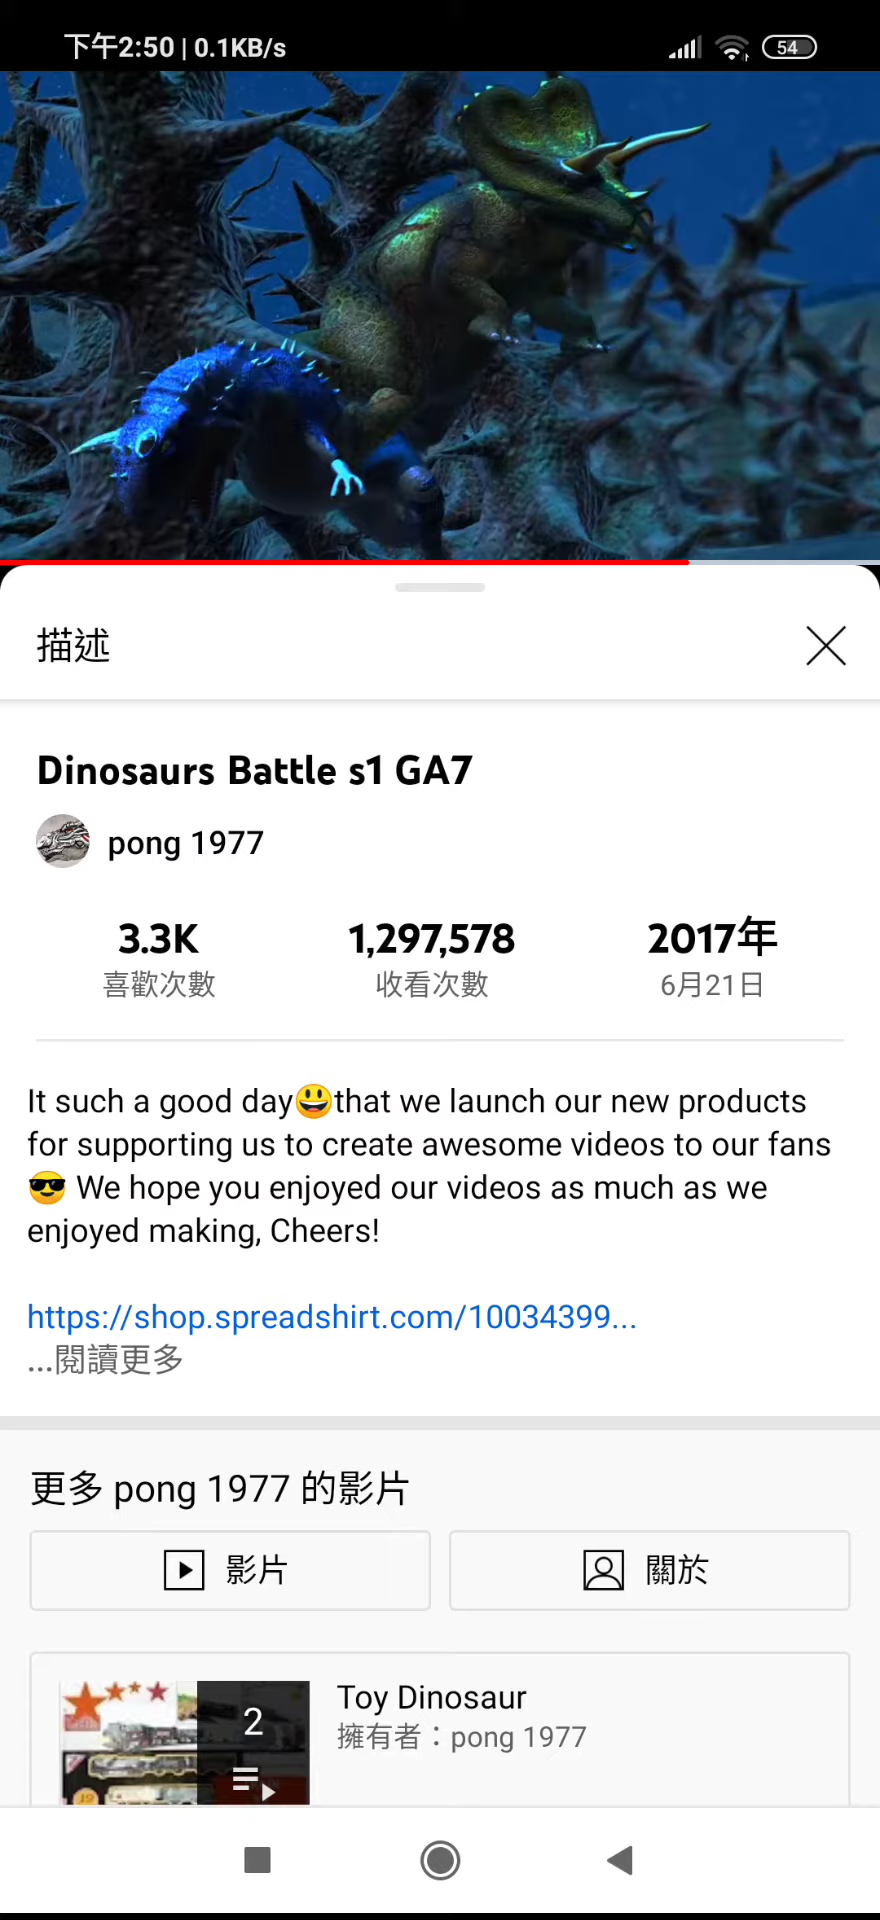 下午2:50 | 0.1KB/s
54
描述
Dinosaurs Battle s1 GA7
pong 1977
3.3K
1,297,578
2017年
喜歡次數
收看次數
6月21日
It such a good day😃that we launch our new products
for supporting us to create awesome videos to our fans
😎 We hope you enjoyed our videos as much as we
enjoyed making, Cheers!
https://shop.spreadshirt.com/10034399...
...閱讀更多
更多 pong 1977 的影片
影片
關於
2
Toy Dinosaur
擁有者：pong 1977
19